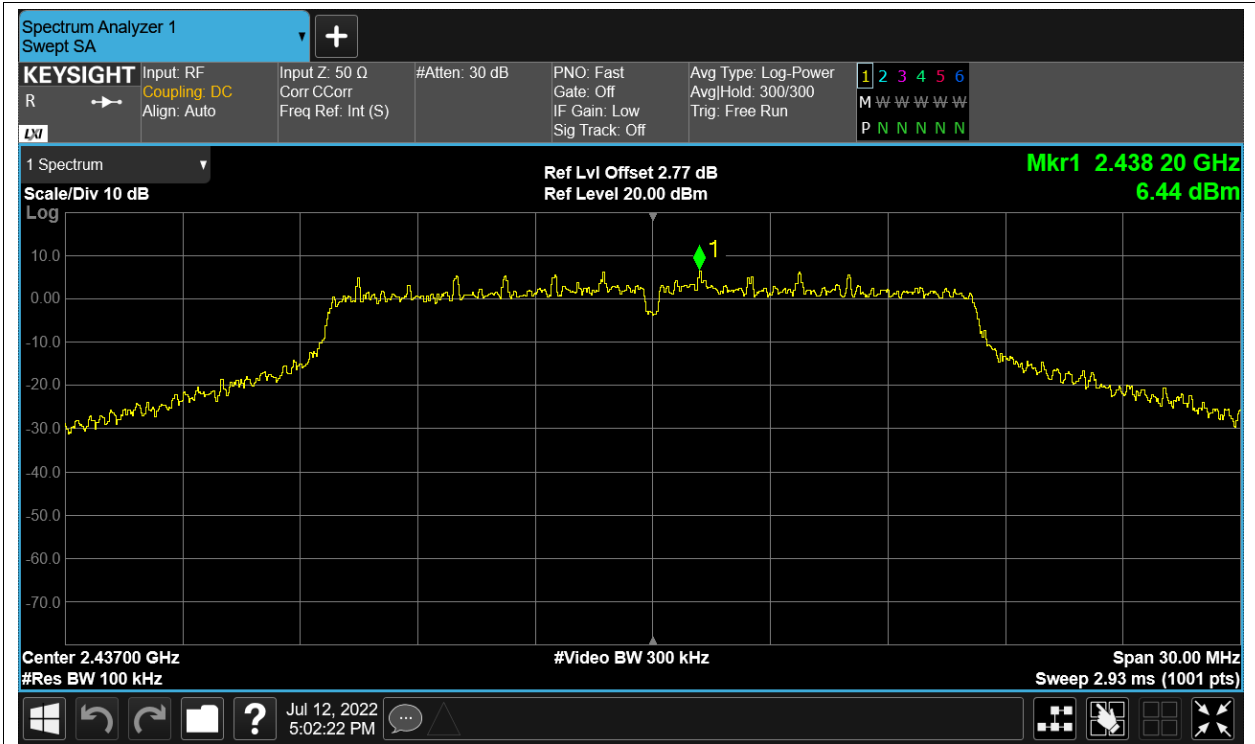 Spectrum Analyzer 1
Swept SA
KEYSIGHT
R
LXI
Input: RF
Coupling: DC
Align: Auto
Input Z: 50 Ω
Corr CCorr
Freq Ref: Int (S)
#Atten: 30 dB
PNO: Fast
Gate: Off
IF Gain: Low
Sig Track: Off
Avg Type: Log-Power
Avg|Hold: 300/300
Trig: Free Run
1 2 3 4 5 6
M W W W W W
P N N N N N
1 Spectrum
Scale/Div 10 dB
Ref Lvl Offset 2.77 dB
Ref Level 20.00 dBm
Mkr1 2.438 20 GHz
6.44 dBm
Log
1
10.0
0.00
-10.0
-20.0
-30.0
-40.0
-50.0
-60.0
-70.0
Center 2.43700 GHz
#Video BW 300 kHz
Span 30.00 MHz
#Res BW 100 kHz
Sweep 2.93 ms (1001 pts)
?
Jul 12, 2022
5:02:22 PM